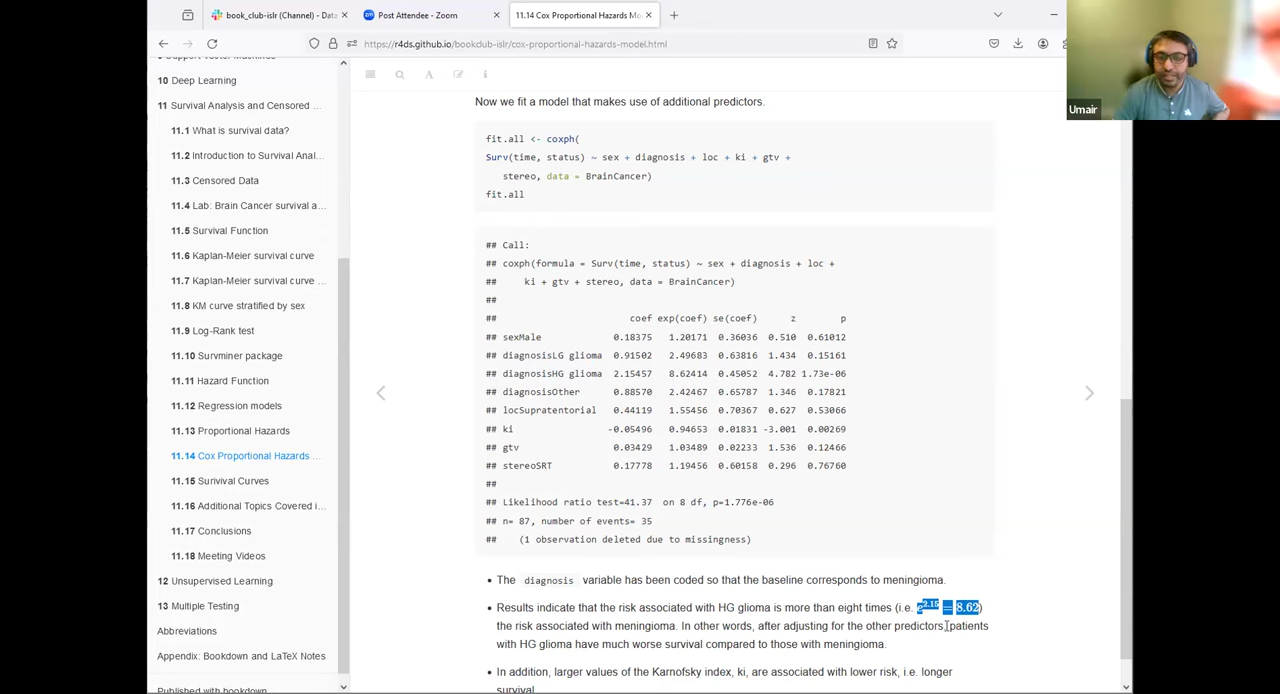 book_club-islr (Channel) - Data
Post Attendee - Zoom
11.14 Cox Proportional Hazards Mo
https://r4ds.github.io/bookclub-islr/cox-proportional-hazards-model.html
Umair
10 Deep Learning
11 Survival Analysis and Censored ...
11.1 What is survival data?
11.2 Introduction to Survival Anal...
11.3 Censored Data
11.4 Lab: Brain Cancer survival a...
11.5 Survival Function
11.6 Kaplan-Meier survival curve
11.7 Kaplan-Meier survival curve ...
11.8 KM curve stratified by sex
11.9 Log-Rank test
11.10 Survminer package
11.11 Hazard Function
11.12 Regression models
11.13 Proportional Hazards
11.14 Cox Proportional Hazards ...
11.15 Surivival Curves
11.16 Additional Topics Covered i...
11.17 Conclusions
11.18 Meeting Videos
12 Unsupervised Learning
13 Multiple Testing
Abbreviations
Appendix: Bookdown and LaTeX Notes
Published with bookdown
Now we fit a model that makes use of additional predictors.
fit.all <- coxph(
Surv(time, status) ~ sex + diagnosis + loc + ki + gtv +
stereo, data = BrainCancer)
fit.all
## Call:
## coxph(formula = Surv(time, status) ~ sex + diagnosis + loc +
## ki + gtv + stereo, data = BrainCancer)
##
## coef exp(coef) se(coef) z p
## sexMale 0.18375 1.20171 0.36036 0.510 0.61012
## diagnosisLG glioma 0.91502 2.49683 0.63816 1.434 0.15161
## diagnosisHG glioma 2.15457 8.62414 0.45052 4.782 1.73e-06
## diagnosisOther 0.88570 2.42467 0.65787 1.346 0.17821
## locSupratentorial 0.44119 1.55456 0.70367 0.627 0.53066
## ki -0.05496 0.94653 0.01831 -3.001 0.00269
## gtv 0.03429 1.03489 0.02233 1.536 0.12466
## stereoSRT 0.17778 1.19456 0.60158 0.296 0.76760
##
## Likelihood ratio test=41.37 on 8 df, p=1.776e-06
## n= 87, number of events= 35
## (1 observation deleted due to missingness)
• The diagnosis variable has been coded so that the baseline corresponds to meningioma.
• Results indicate that the risk associated with HG glioma is more than eight times (i.e. e^2.15 = 8.62)
the risk associated with meningioma. In other words, after adjusting for the other predictors, patients
with HG glioma have much worse survival compared to those with meningioma.
• In addition, larger values of the Karnofsky index, ki, are associated with lower risk, i.e. longer
survival